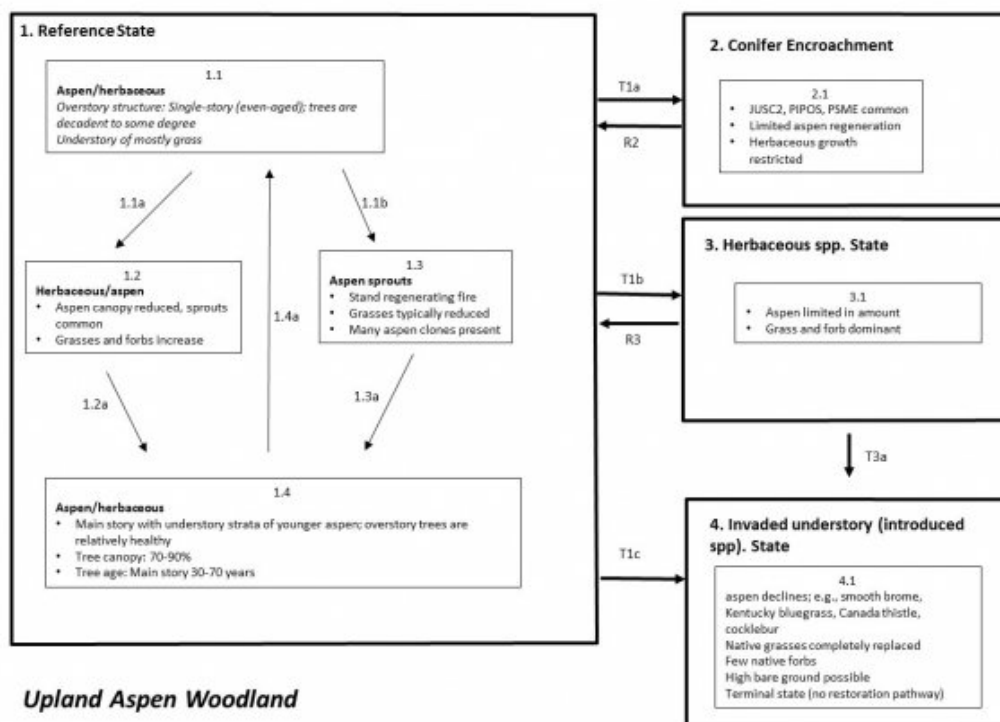 1. Reference State
1.1
Aspen/herbaceous
Overstory structure: Single-story (even-aged); trees are
decadent to some degree
Understory of mostly grass
1.1a
1.1b
1.2
Herbaceous/aspen
• Aspen canopy reduced, sprouts
common
• Grasses and forbs increase
1.3
Aspen sprouts
• Stand regenerating fire
• Grasses typically reduced
• Many aspen clones present
1.4a
1.2a
1.3a
1.4
Aspen/herbaceous
• Main story with understory strata of younger aspen; overstory trees are
relatively healthy
• Tree canopy: 70-90%
• Tree age: Main story 30-70 years
T1a
R2
T1b
R3
T1c
2. Conifer Encroachment
2.1
• JUSC2, PIPOS, PSME common
• Limited aspen regeneration
• Herbaceous growth
restricted
3. Herbaceous spp. State
3.1
• Aspen limited in amount
• Grass and forb dominant
T3a
4. Invaded understory (introduced
spp). State
4.1
aspen declines; e.g., smooth brome,
Kentucky bluegrass, Canada thistle,
cocklebur
Native grasses completely replaced
Few native forbs
High bare ground possible
Terminal state (no restoration pathway)
Upland Aspen Woodland